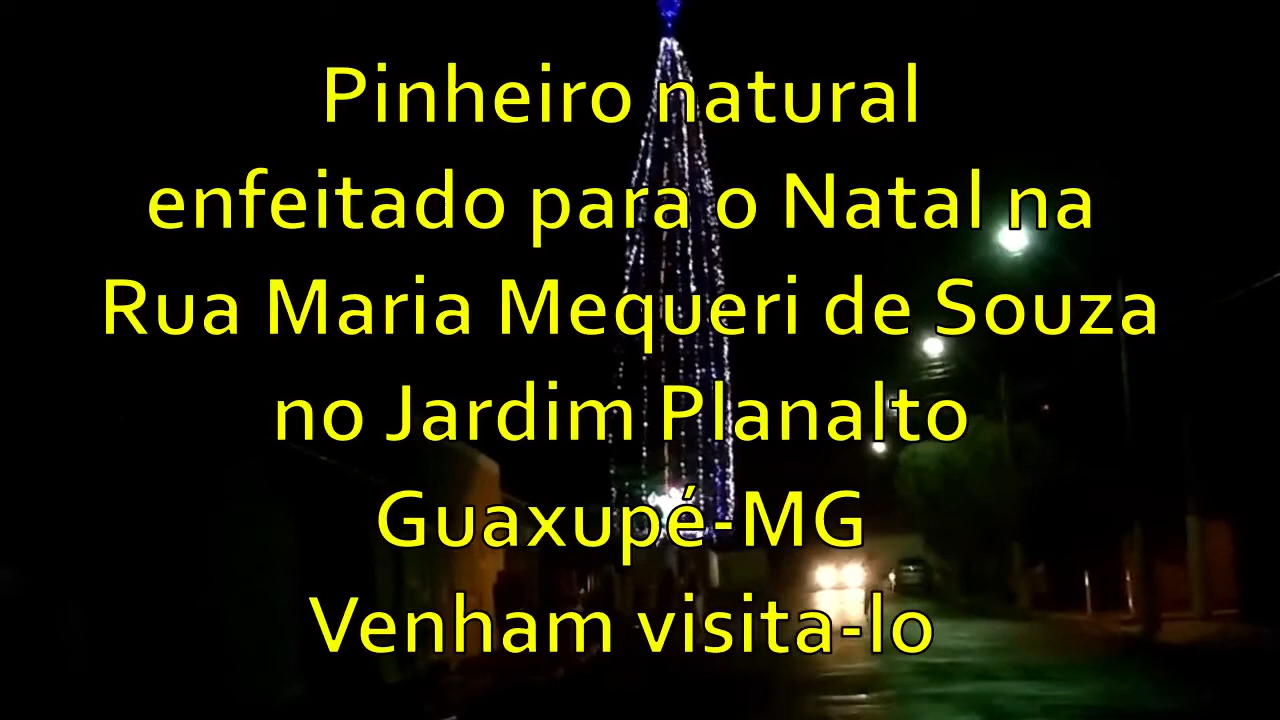 Pinheiro natural
enfeitado para o Natal na
Rua Maria Mequeri de Souza
no Jardim Planalto
Guaxupé-MG
Venham visita-lo